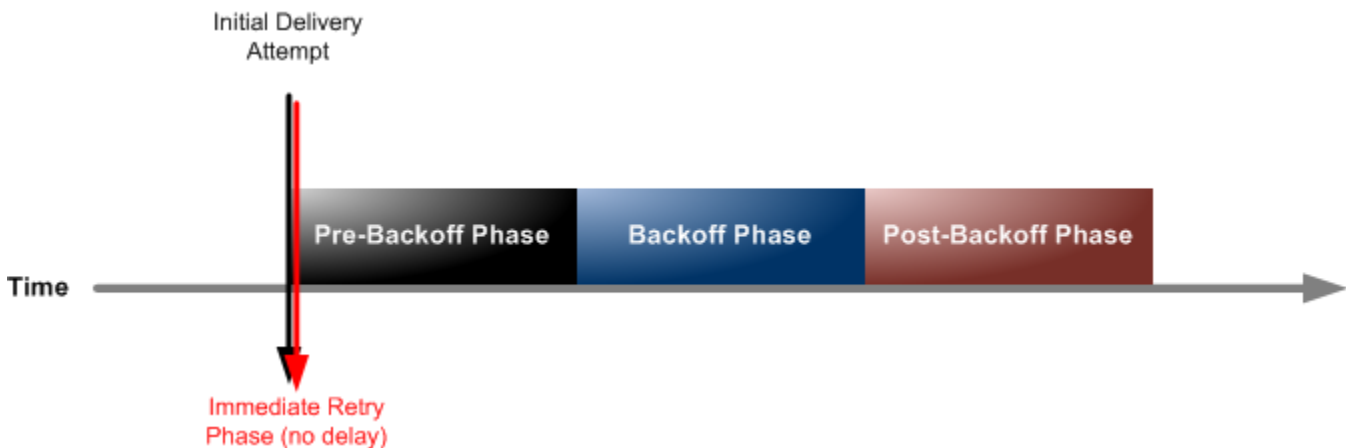 Initial Delivery
Attempt
Pre-Backoff Phase
Backoff Phase
Post-Backoff Phase
Time
Immediate Retry
Phase (no delay)